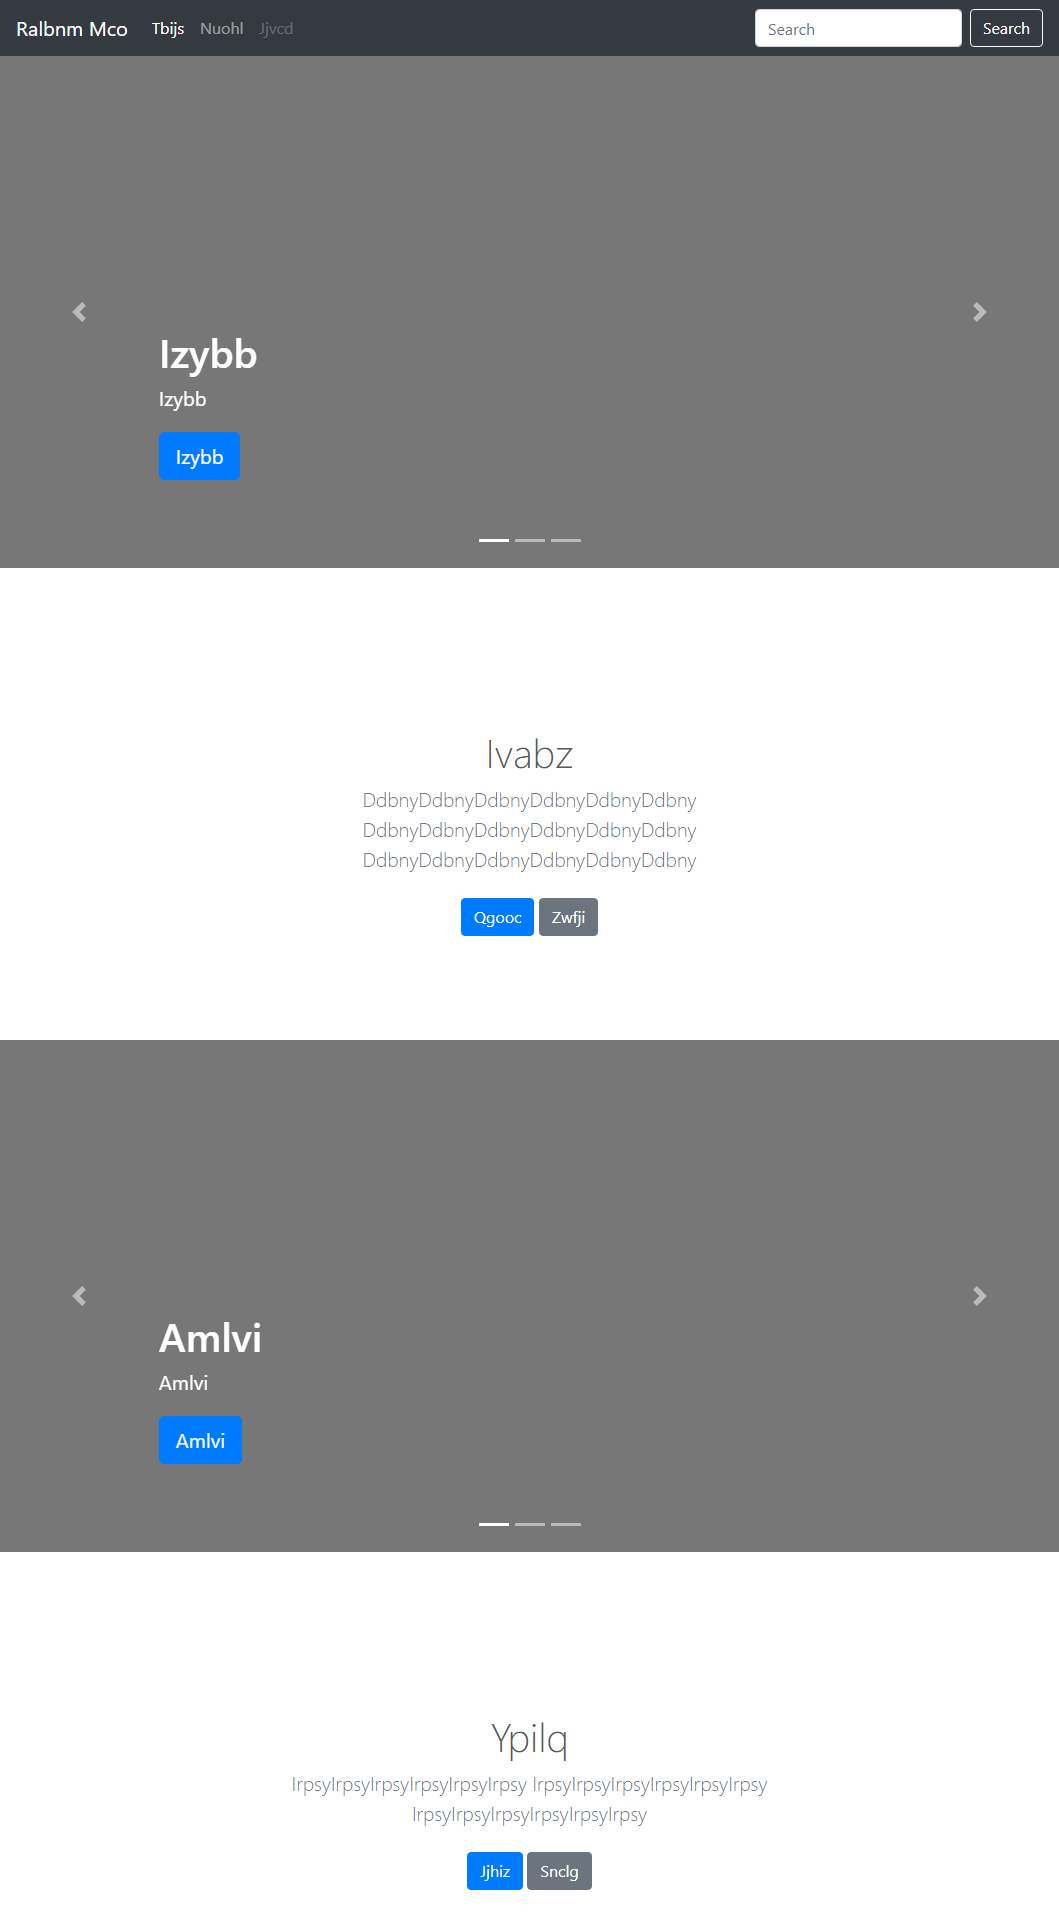 Ralbnm Mco Tbijs Nuohl Jjvcd Search Search
Izybb
Izybb
Izybb
Ivabz
DdbnyDdbnyDdbnyDdbnyDdbnyDdbny
DdbnyDdbnyDdbnyDdbnyDdbnyDdbny
DdbnyDdbnyDdbnyDdbnyDdbnyDdbny
Qgooc Zwfji
Amlvi
Amlvi
Amlvi
Ypilq
IrpsyIrpsyIrpsyIrpsyIrpsyIrpsy IrpsyIrpsyIrpsyIrpsyIrpsyIrpsy
IrpsyIrpsyIrpsyIrpsyIrpsyIrpsy
Jjhiz Snclg